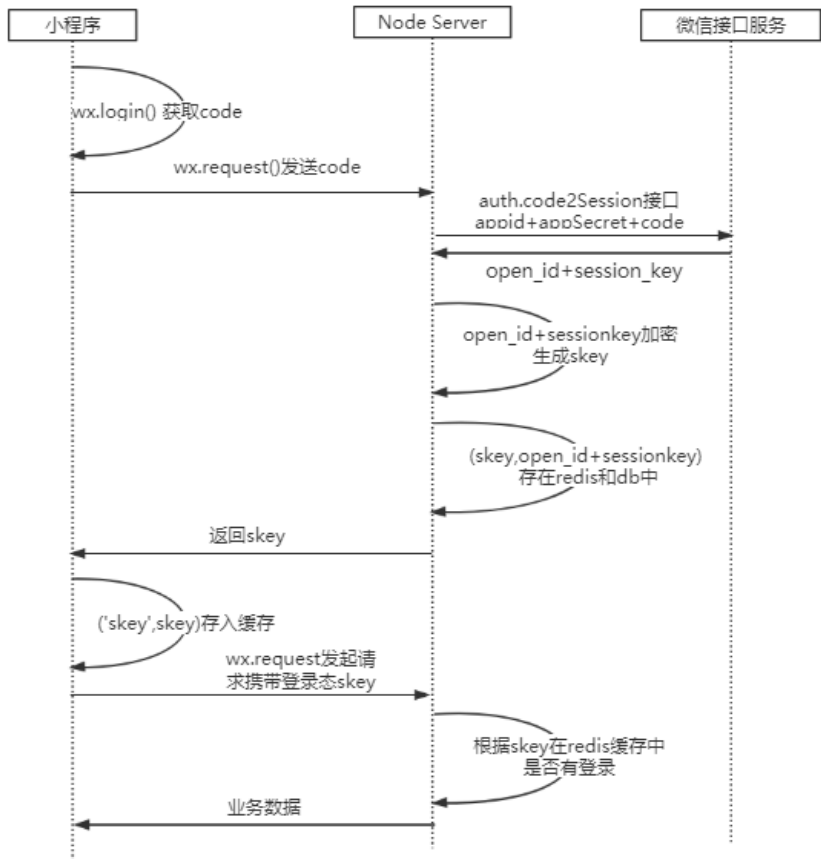 小程序
Node Server
微信接口服务
wx.login() 获取code
wx.request()发送code
auth.code2Session接口
appid+appSecret+code
open_id+session_key
open_id+sessionkey加密
生成skey
(skey,open_id+sessionkey)
存在redis和db中
返回skey
('skey',skey)存入缓存
wx.request发起请
求携带登录态skey
根据skey在redis缓存中
是否有登录
业务数据